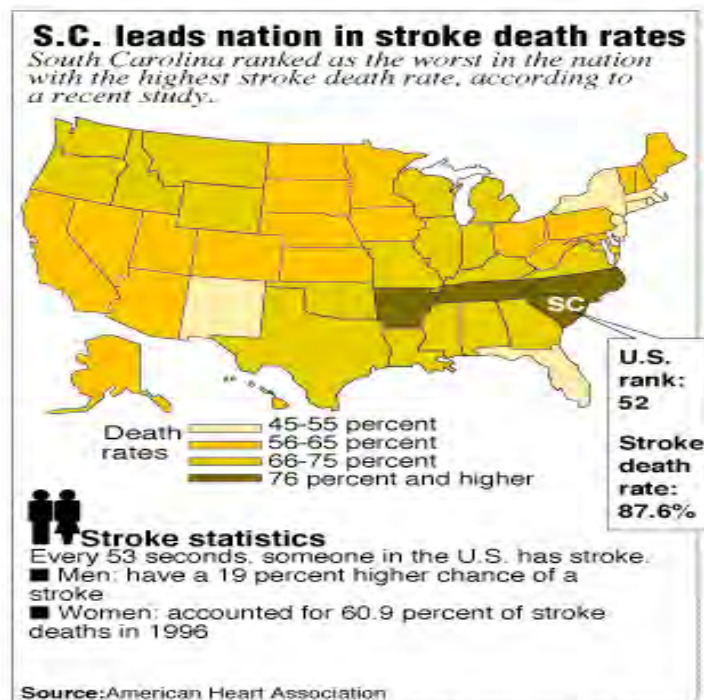 S.C. leads nation in stroke death rates
South Carolina ranked as the worst in the nation
with the highest stroke death rate, according to
a recent study.
SC
U.S.
rank:
52
Stroke
death
rate:
87.6%
Death
rates
45-55 percent
56-65 percent
66-75 percent
76 percent and higher
Stroke statistics
Every 53 seconds, someone in the U.S. has stroke.
■ Men: have a 19 percent higher chance of a
stroke
■ Women: accounted for 60.9 percent of stroke
deaths in 1996
Source:American Heart Association